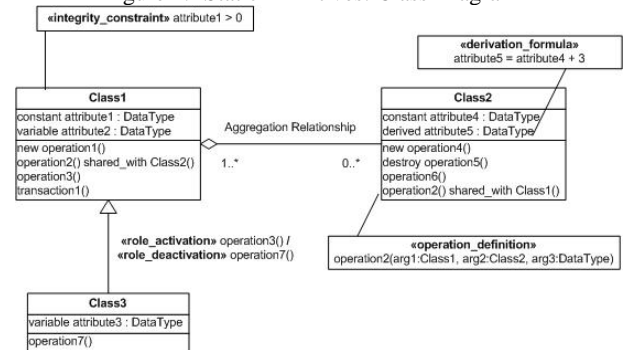 «integrity_constraint» attribute1 > 0
«derivation_formula»
attribute5 = attribute4 + 3
Class1
constant attribute1 : DataType
variable attribute2 : DataType
new operation1()
operation2() shared_with Class2()
operation3()
transaction1()
Aggregation Relationship
1..*
0..*
Class2
constant attribute4 : DataType
derived attribute5 : DataType
new operation4()
destroy operation5()
operation6()
operation2() shared_with Class1()
«role_activation» operation3() /
«role_deactivation» operation7()
«operation_definition»
operation2(arg1:Class1, arg2:Class2, arg3:DataType)
Class3
variable attribute3 : DataType
operation7()